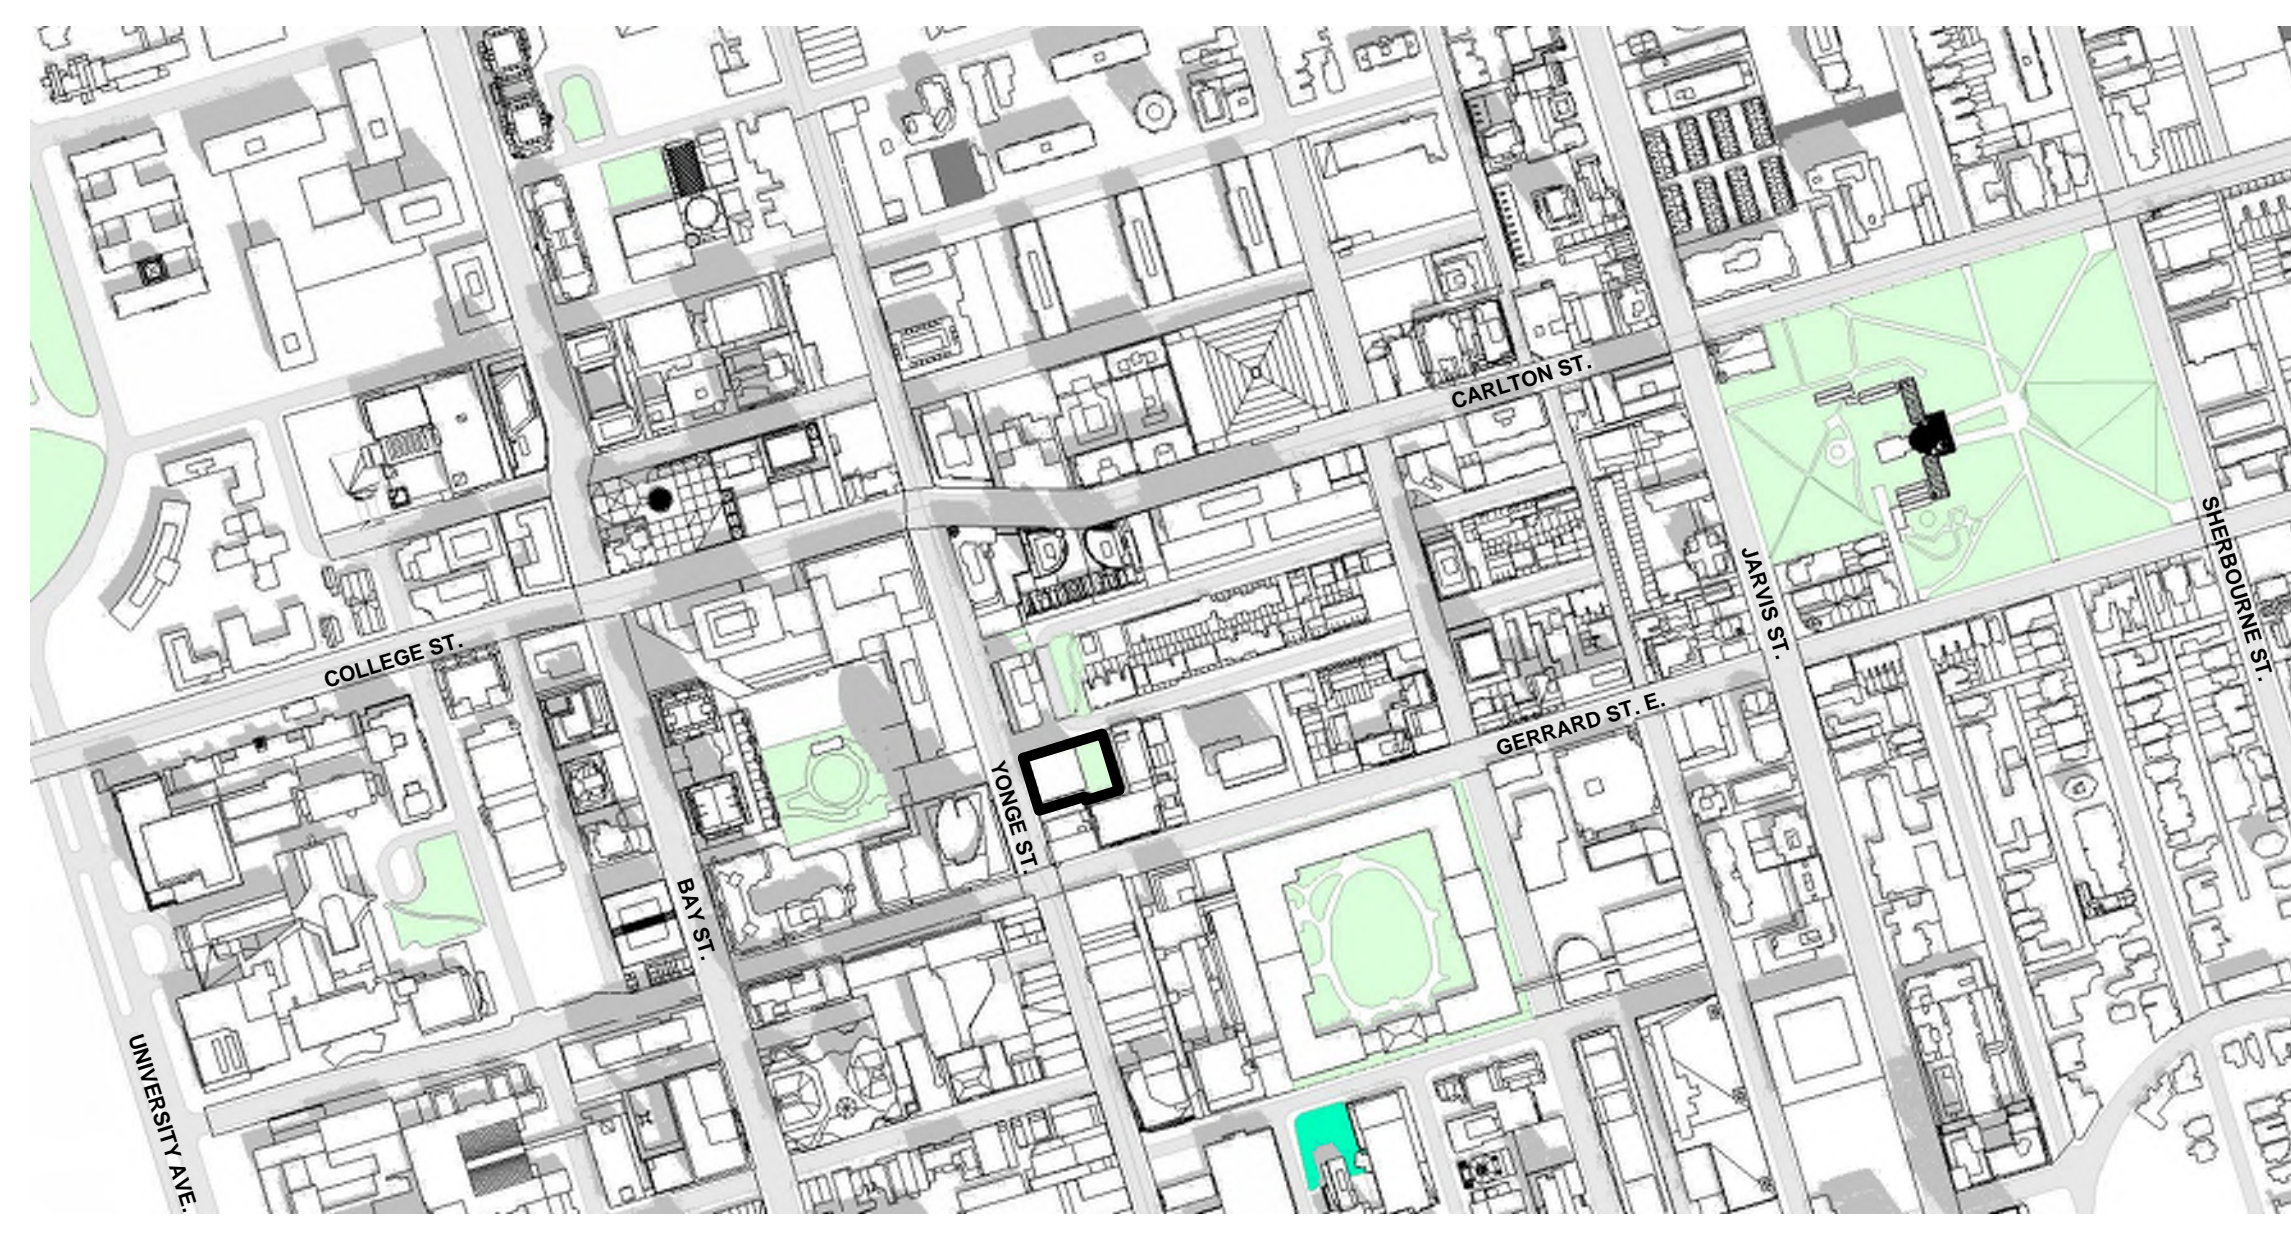 CARLTON ST.
SHERBOURNE ST.
JARVIS ST.
COLLEGE ST.
GERRARD ST. E.
YONGE ST.
BAY ST.
UNIVERSITY AVE.